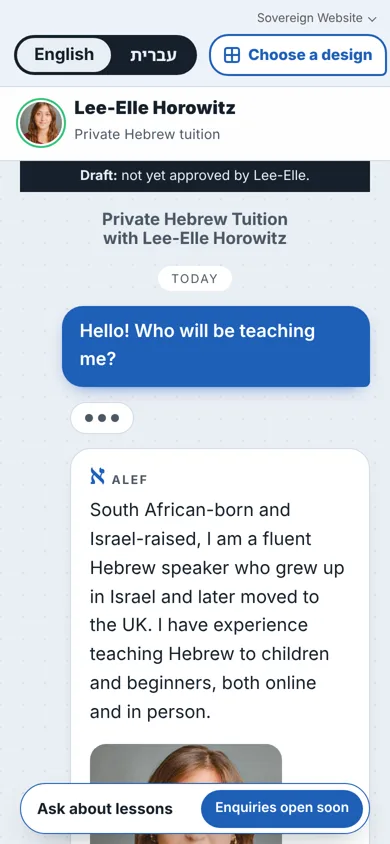 Sovereign Website
English
עברית
Choose a design
Lee-Elle Horowitz
Private Hebrew tuition
Draft: not yet approved by Lee-Elle.
Private Hebrew Tuition
with Lee-Elle Horowitz
TODAY
Hello! Who will be teaching
me?
א ALEF
South African-born and
Israel-raised, I am a fluent
Hebrew speaker who grew up
in Israel and later moved to
the UK. I have experience
teaching Hebrew to children
and beginners, both online
and in person.
Ask about lessons
Enquiries open soon